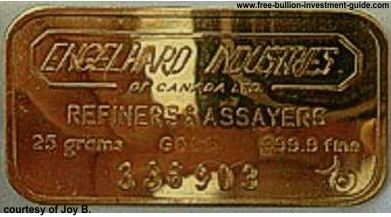 www.free-bullion-investment-guide.com
ENGELHARD INDUSTRIES
OF CANADA LTD.
REFINERS & ASSAYERS
25 grams GOLD 999.9 fine
336903
courtesy of Joy B.